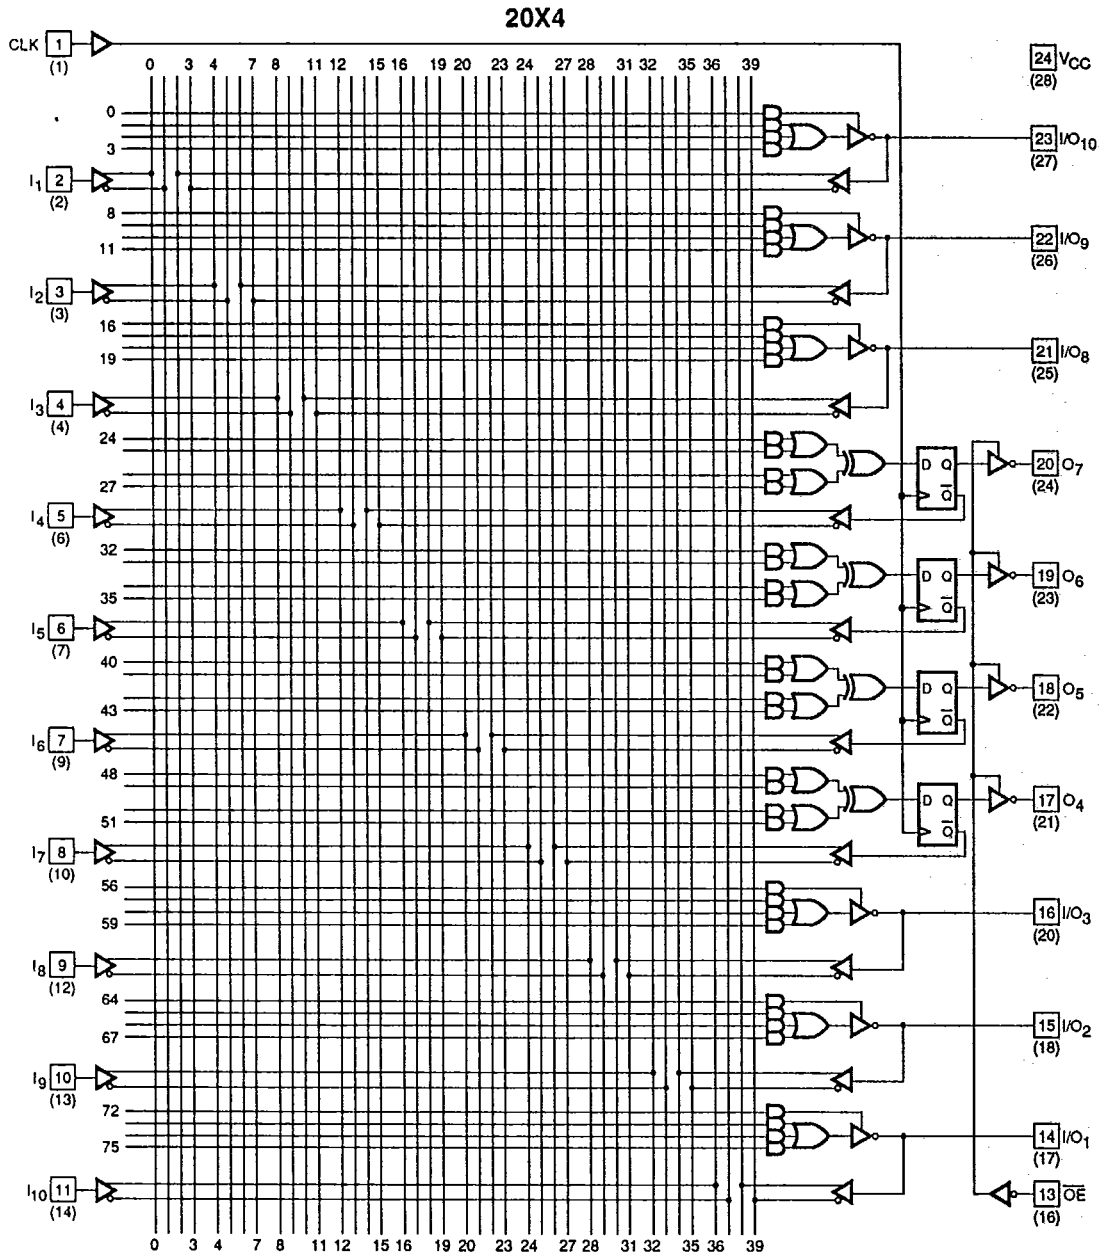 20X4
CLK 1
(1)
24 VCC
(28)
0 3 4 7 8 11 12 15 16 19 20 23 24 27 28 31 32 35 36 39
0
3
23 I/O10
(27)
I1 2
(2)
8
11
22 I/O9
(26)
I2 3
(3)
16
19
21 I/O8
(25)
I3 4
(4)
24
27
D Q
Q̅
20 O7
(24)
I4 5
(6)
32
35
D Q
Q̅
19 O6
(23)
I5 6
(7)
40
43
D Q
Q̅
18 O5
(22)
I6 7
(9)
48
51
D Q
Q̅
17 O4
(21)
I7 8
(10)
56
59
16 I/O3
(20)
I8 9
(12)
64
67
15 I/O2
(18)
I9 10
(13)
72
75
14 I/O1
(17)
I10 11
(14)
13 O̅E̅
(16)
0 3 4 7 8 11 12 15 16 19 20 23 24 27 28 31 32 35 36 39